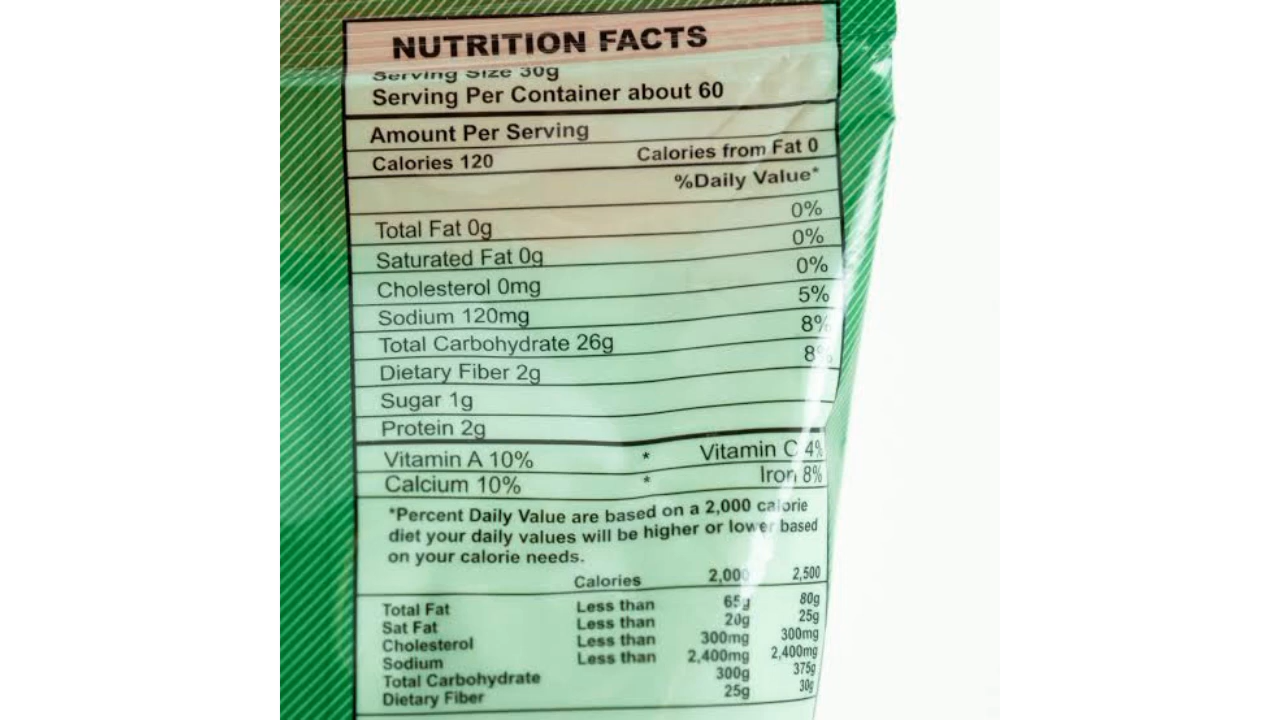 NUTRITION FACTS
Serving Size 30g
Serving Per Container about 60
Amount Per Serving
Calories 120 Calories from Fat 0
%Daily Value*
Total Fat 0g 0%
Saturated Fat 0g 0%
Cholesterol 0mg 0%
Sodium 120mg 5%
Total Carbohydrate 26g 8%
Dietary Fiber 2g 8%
Sugar 1g
Protein 2g
Vitamin A 10% * Vitamin C 4%
Calcium 10% * Iron 8%
*Percent Daily Value are based on a 2,000 calorie
diet your daily values will be higher or lower based
on your calorie needs.
Calories 2,000 2,500
Total Fat Less than 65g 80g
Sat Fat Less than 20g 25g
Cholesterol Less than 300mg 300mg
Sodium Less than 2,400mg 2,400mg
Total Carbohydrate 300g 375g
Dietary Fiber 25g 30g